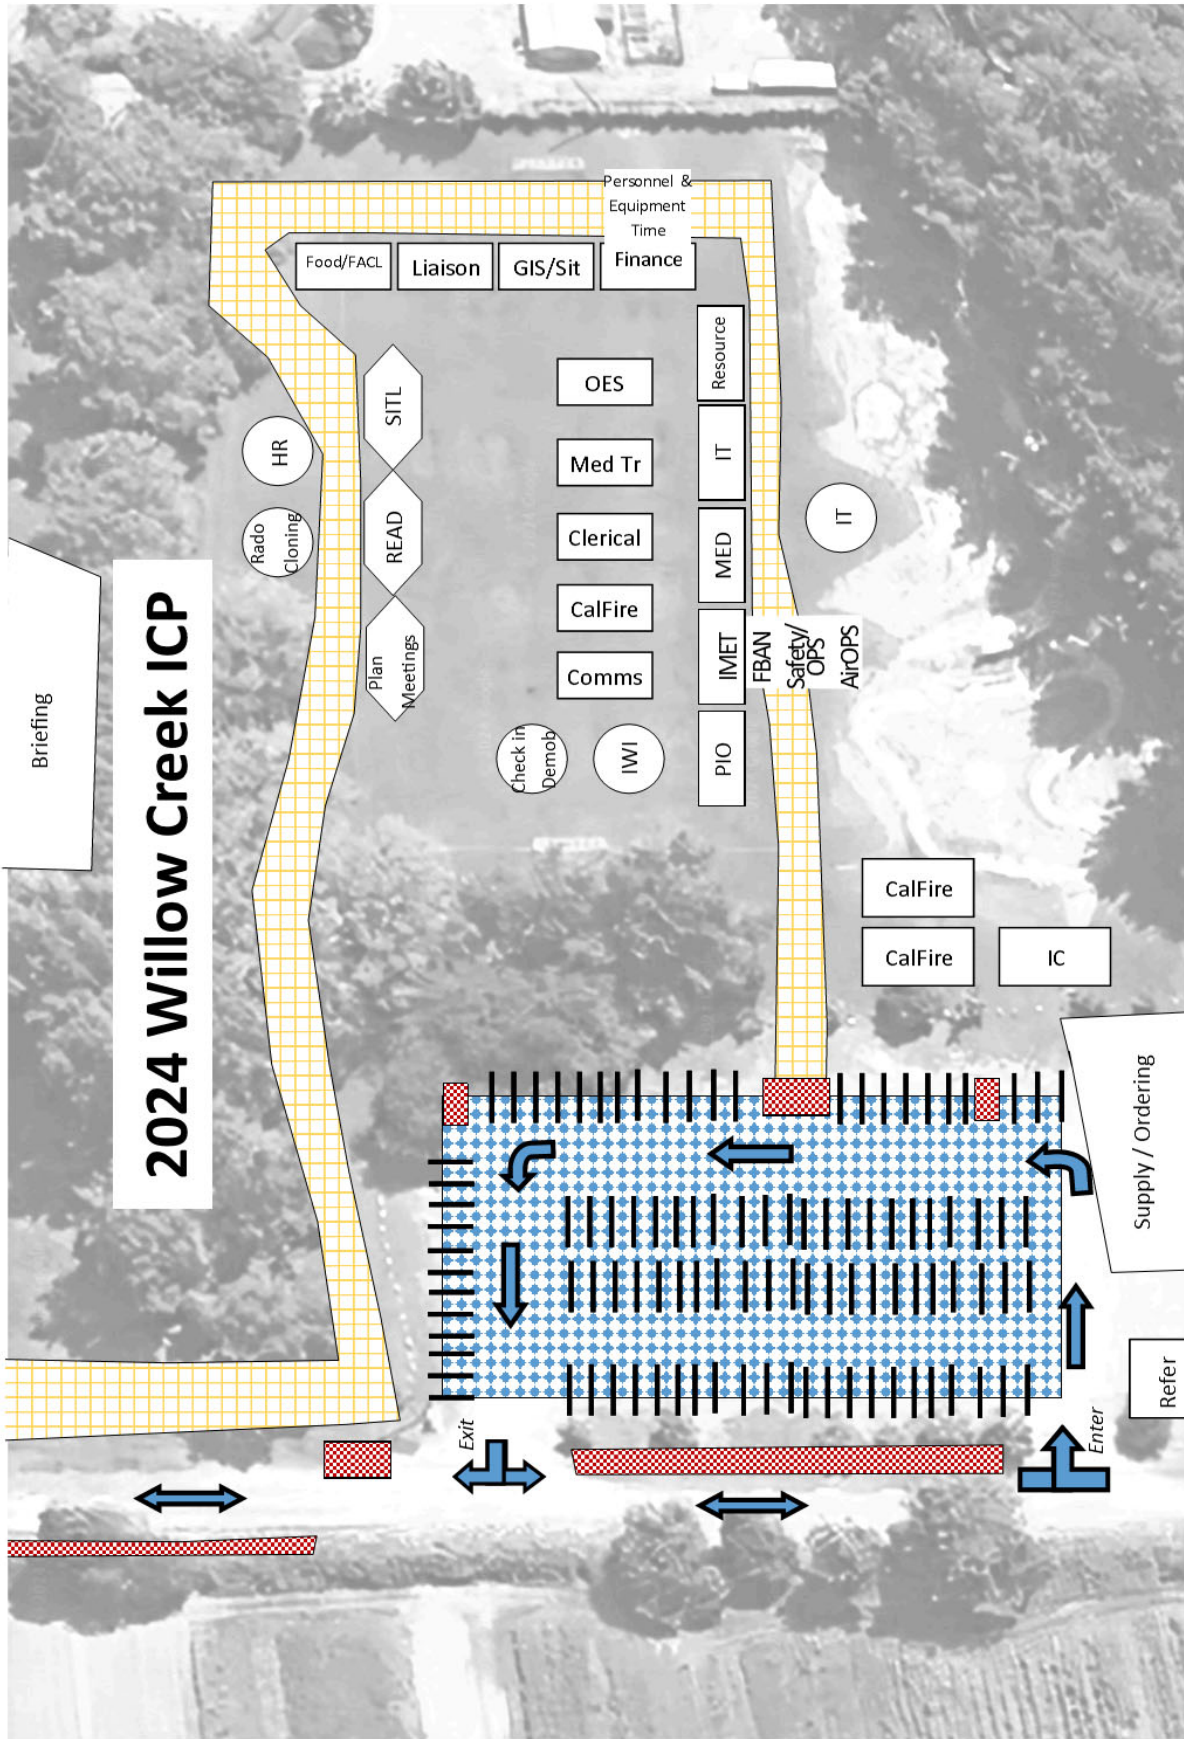 2024 Willow Creek ICP
Briefing
Personnel &
Equipment
Time
Finance
Food/FACL
Liaison
GIS/Sit
Resource
OES
SITL
HR
Med Tr
IT
IT
Rado
Cloning
READ
Clerical
MED
CalFire
Plan
Meetings
Comms
IMET
FBAN
Safety/
OPS
AirOPS
Check in
Demob
IWI
PIO
CalFire
CalFire
IC
Supply / Ordering
Refer
Exit
Enter